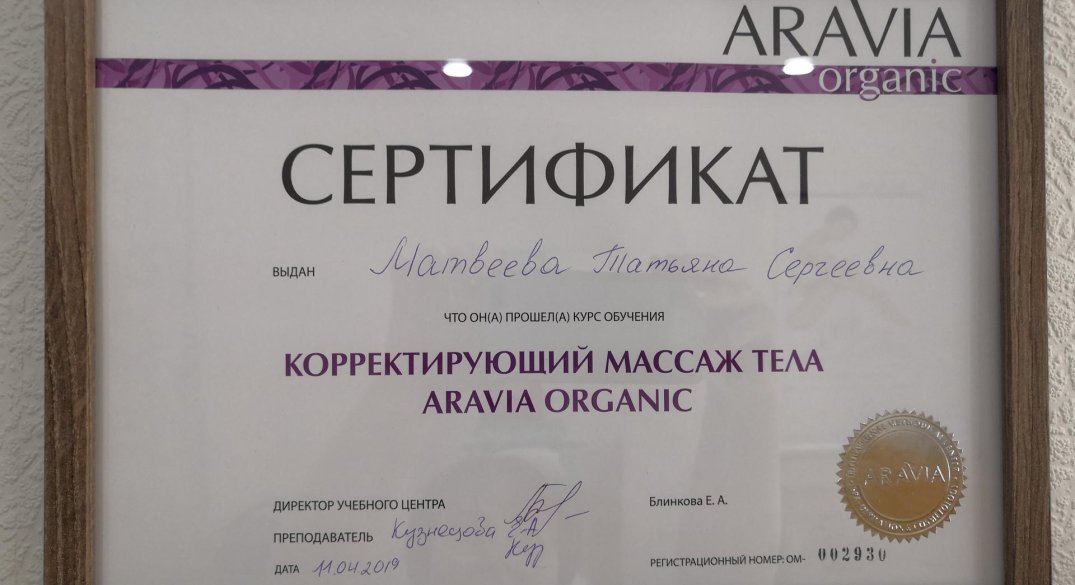 ARAVIA
organic
СЕРТИФИКАТ
ВЫДАН Матвеева Татьяна Сергеевна
ЧТО ОН(А) ПРОШЕЛ(А) КУРС ОБУЧЕНИЯ
КОРРЕКТИРУЮЩИЙ МАССАЖ ТЕЛА
ARAVIA ORGANIC
ARAVIA
ДИРЕКТОР УЧЕБНОГО ЦЕНТРА Блинкова Е. А.
ПРЕПОДАВАТЕЛЬ Кузнецова Е А
ДАТА 11.04.2019 РЕГИСТРАЦИОННЫЙ НОМЕР: ОМ- 002930